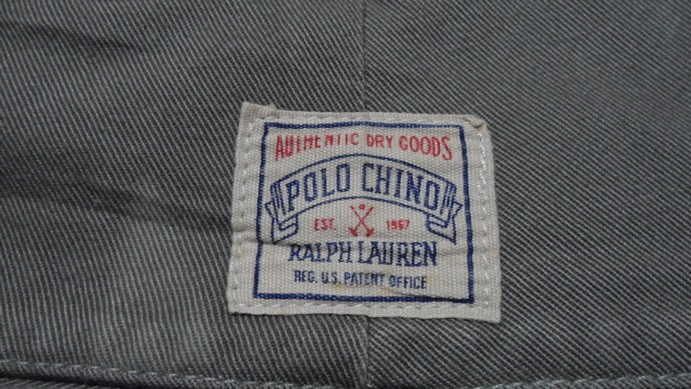 AUTHENTIC DRY GOODS
POLO CHINO
EST. 1967
RALPH LAUREN
REG. U.S. PATENT OFFICE